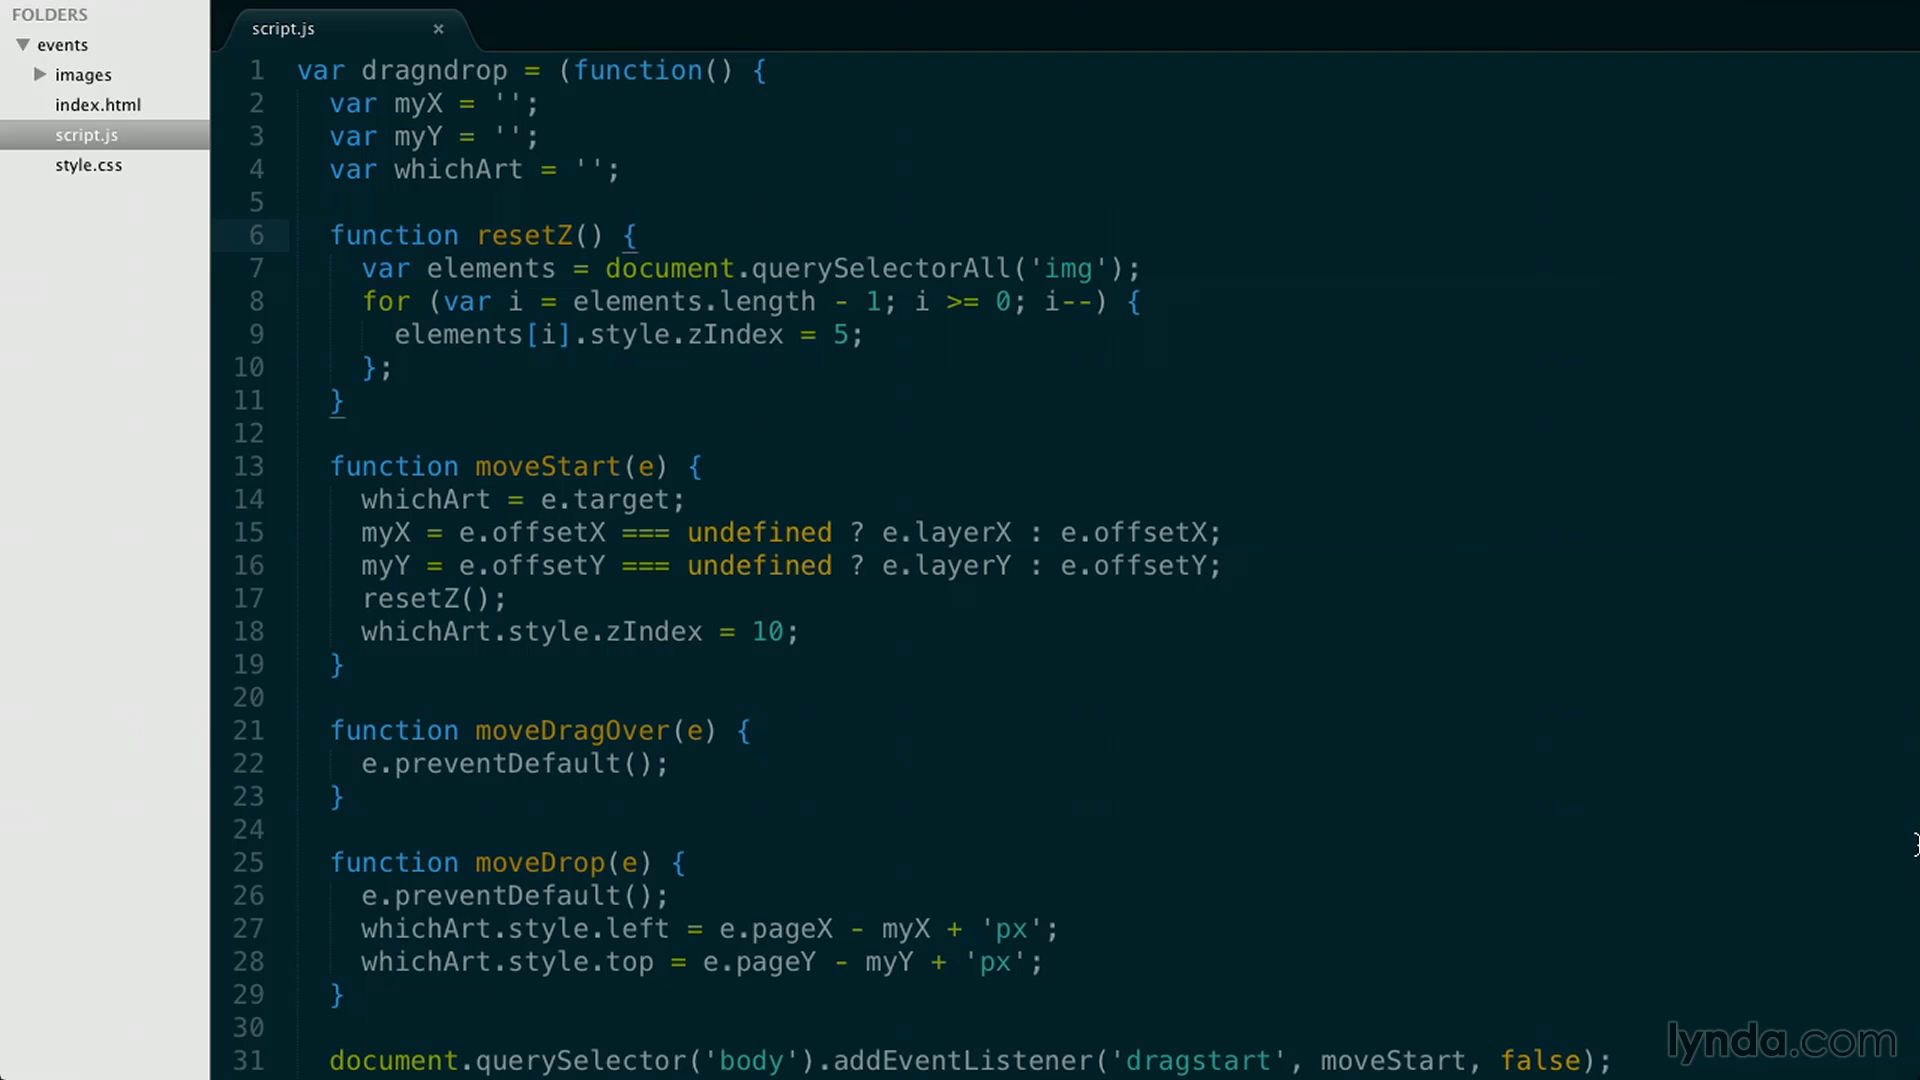 FOLDERS
events
images
index.html
script.js
style.css
script.js ×
1 var dragndrop = (function() {
2 var myX = '';
3 var myY = '';
4 var whichArt = '';
5
6 function resetZ() {
7 var elements = document.querySelectorAll('img');
8 for (var i = elements.length - 1; i >= 0; i--) {
9 elements[i].style.zIndex = 5;
10 };
11 }
12
13 function moveStart(e) {
14 whichArt = e.target;
15 myX = e.offsetX === undefined ? e.layerX : e.offsetX;
16 myY = e.offsetY === undefined ? e.layerY : e.offsetY;
17 resetZ();
18 whichArt.style.zIndex = 10;
19 }
20
21 function moveDragOver(e) {
22 e.preventDefault();
23 }
24
25 function moveDrop(e) {
26 e.preventDefault();
27 whichArt.style.left = e.pageX - myX + 'px';
28 whichArt.style.top = e.pageY - myY + 'px';
29 }
30
31 document.querySelector('body').addEventListener('dragstart', moveStart, false);
lynda.com